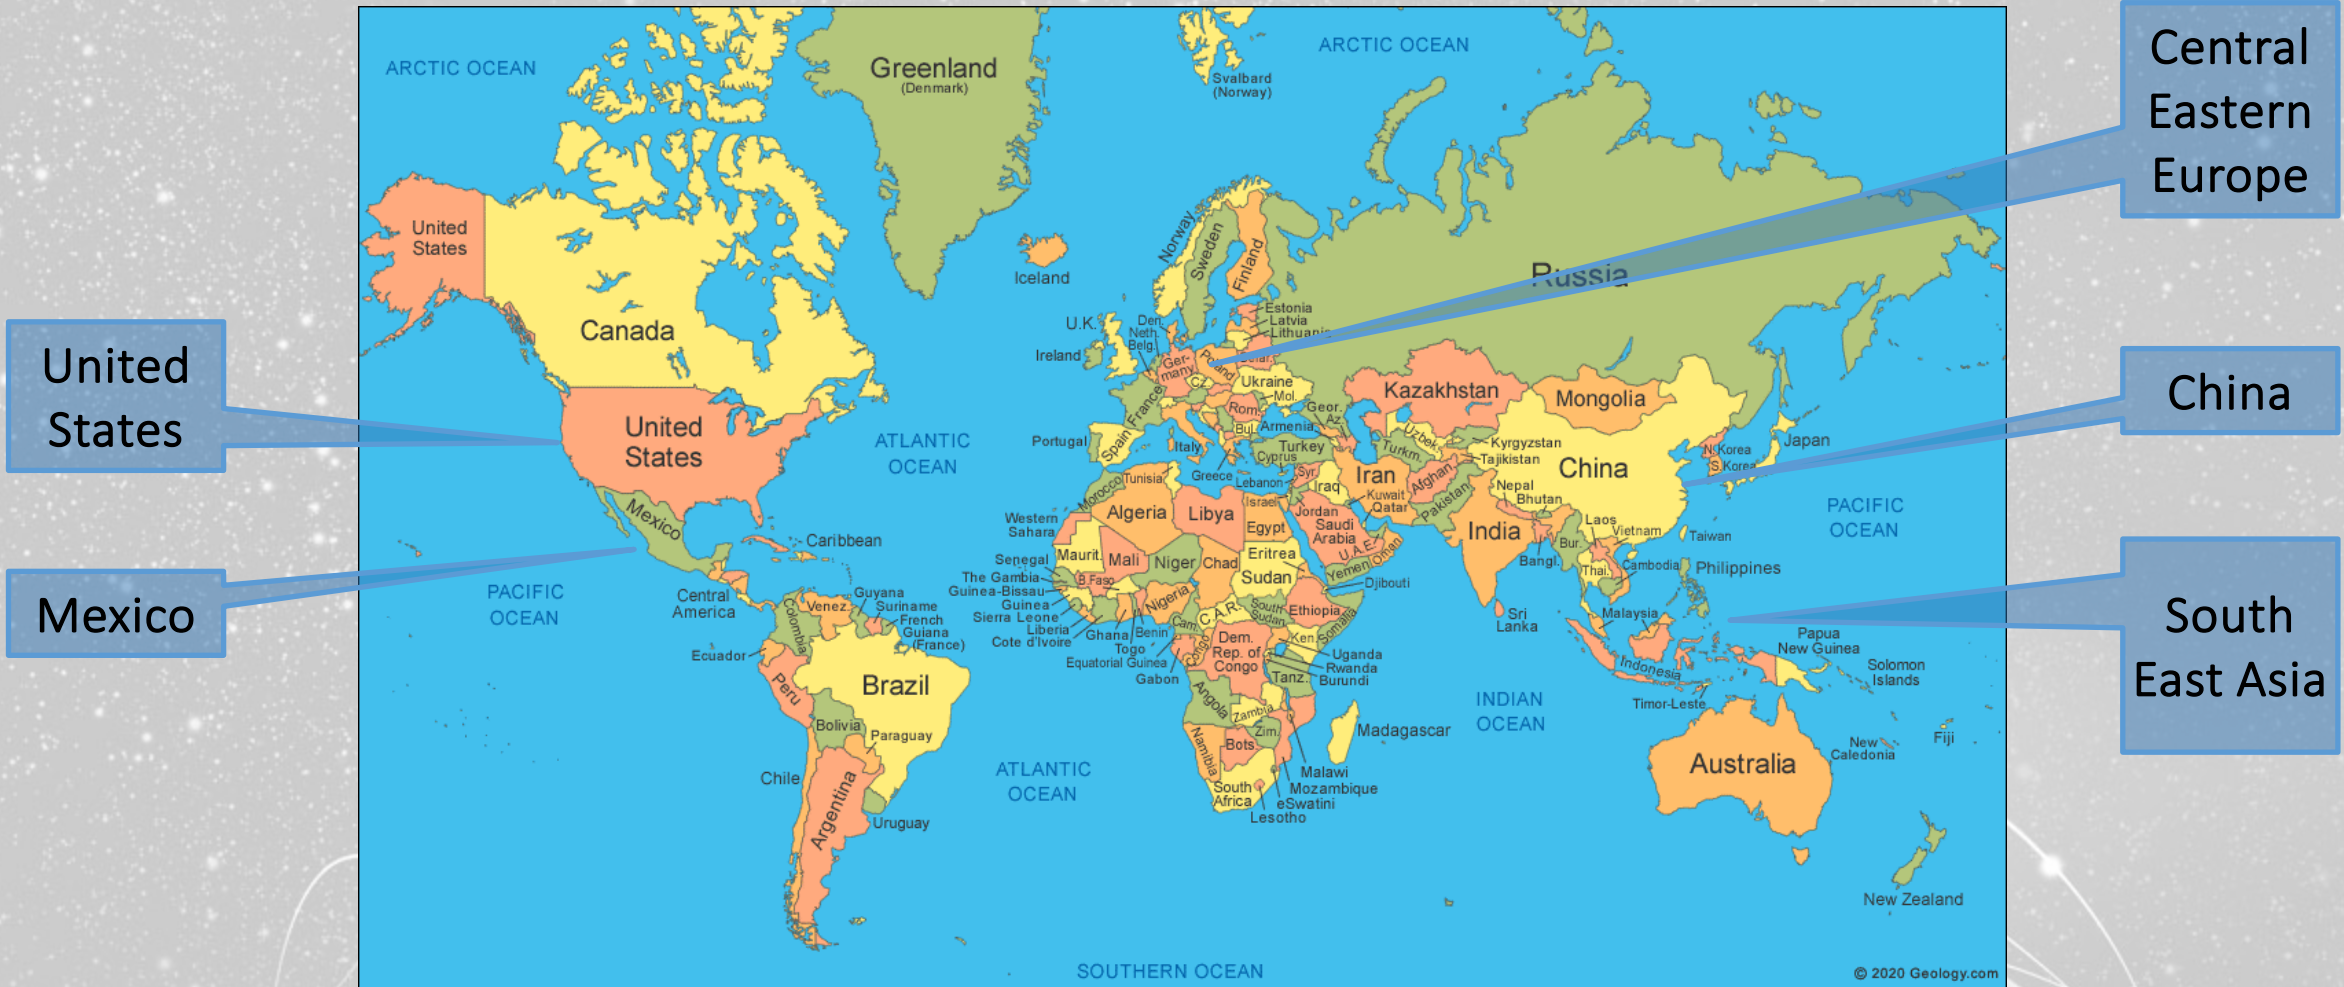 Central
Eastern
Europe
United
States
Mexico
China
South
East Asia
ARCTIC OCEAN
Greenland
(Denmark)
Svalbard
(Norway)
ARCTIC OCEAN
United
States
Canada
Iceland
Norway
Sweden
Finland
Russia
Estonia
Latvia
Lithuania
U.K.
Ireland
Den.
Neth.
Belg.
Ger-
many
Poland
Belar.
Cz.
Ukraine
Mol.
France
Rom.
Bul.
Italy
Spain
Portugal
Greece
Geor.
Az.
Armenia
Turkey
Cyprus
Lebanon
Syr.
Israel
Iraq
Jordan
Kuwait
Qatar
Saudi
Arabia
U.A.E.
Oman
Yemen
Iran
Kazakhstan
Uzbek.
Turkm.
Kyrgyzstan
Tajikistan
Afghan.
Pakistan
Mongolia
China
N. Korea
S. Korea
Japan
Nepal
Bhutan
India
Bangl.
Bur.
Laos
Vietnam
Thai.
Cambodia
Taiwan
Philippines
Sri
Lanka
Malaysia
Indonesia
Timor-Leste
Papua
New Guinea
Solomon
Islands
United
States
Mexico
Caribbean
Central
America
ATLANTIC
OCEAN
PACIFIC
OCEAN
PACIFIC
OCEAN
Guyana
Suriname
French
Guiana
(France)
Venez.
Colombia
Ecuador
Peru
Brazil
Bolivia
Paraguay
Chile
Argentina
Uruguay
Morocco
Tunisia
Algeria
Libya
Egypt
Western
Sahara
Maurit.
Mali
Niger
Chad
Eritrea
Sudan
Senegal
The Gambia
Guinea-Bissau
Guinea
Sierra Leone
Liberia
Cote d'Ivoire
B.Faso
Ghana
Togo
Benin
Nigeria
Cam.
C.A.R.
South
Sudan
Ethiopia
Djibouti
Somalia
Equatorial Guinea
Gabon
Congo
Dem.
Rep. of
Congo
Ken.
Uganda
Rwanda
Burundi
Tanz.
Angola
Zambia
Zim.
Namibia
Bots.
South
Africa
Madagascar
Malawi
Mozambique
eSwatini
Lesotho
ATLANTIC
OCEAN
INDIAN
OCEAN
Australia
New
Caledonia
Fiji
New Zealand
SOUTHERN OCEAN
© 2020 Geology.com